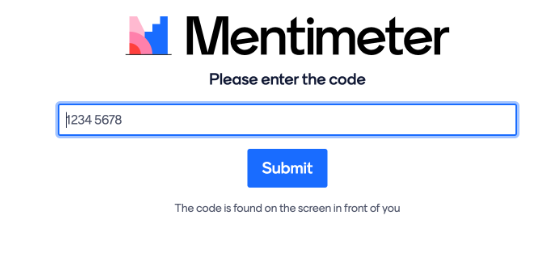 Mentimeter
Please enter the code
1234 5678
Submit
The code is found on the screen in front of you